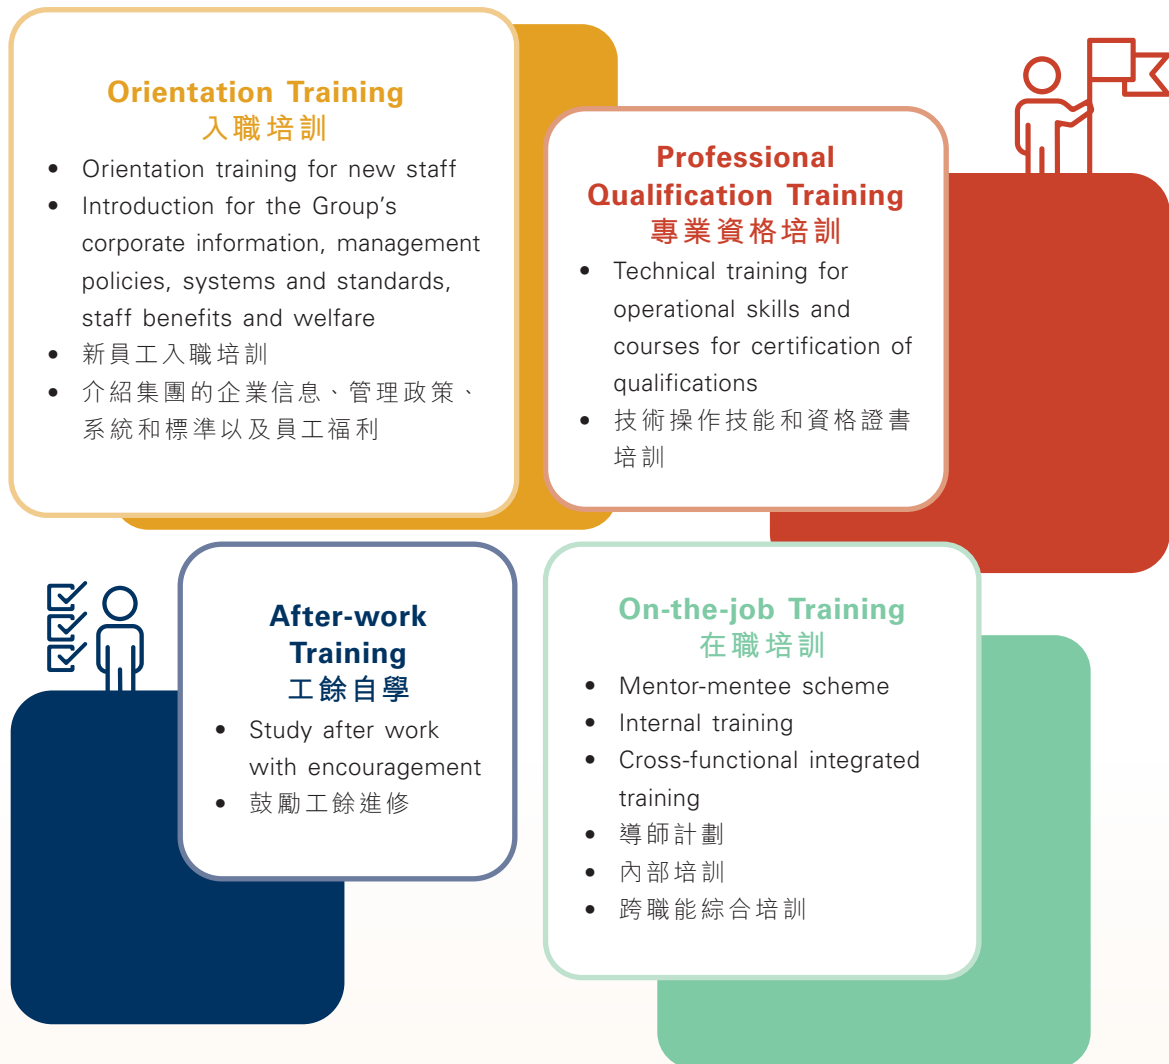 Orientation Training
入職培訓
• Orientation training for new staff
• Introduction for the Group's
corporate information, management
policies, systems and standards,
staff benefits and welfare
• 新員工入職培訓
• 介紹集團的企業信息、管理政策、
系統和標準以及員工福利
Professional
Qualification Training
專業資格培訓
• Technical training for
operational skills and
courses for certification of
qualifications
• 技術操作技能和資格證書
培訓
After-work
Training
工餘自學
• Study after work
with encouragement
• 鼓勵工餘進修
On-the-job Training
在職培訓
• Mentor-mentee scheme
• Internal training
• Cross-functional integrated
training
• 導師計劃
• 內部培訓
• 跨職能綜合培訓